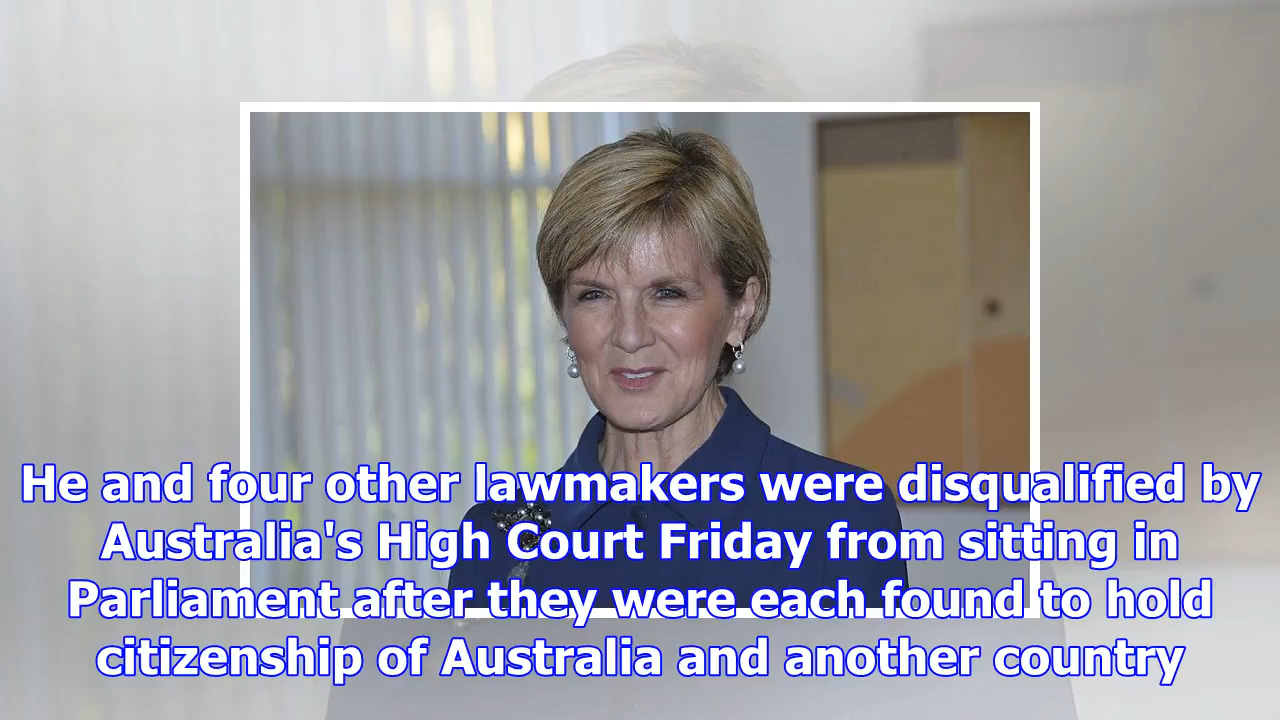 He and four other lawmakers were disqualified by
Australia's High Court Friday from sitting in
Parliament after they were each found to hold
citizenship of Australia and another country